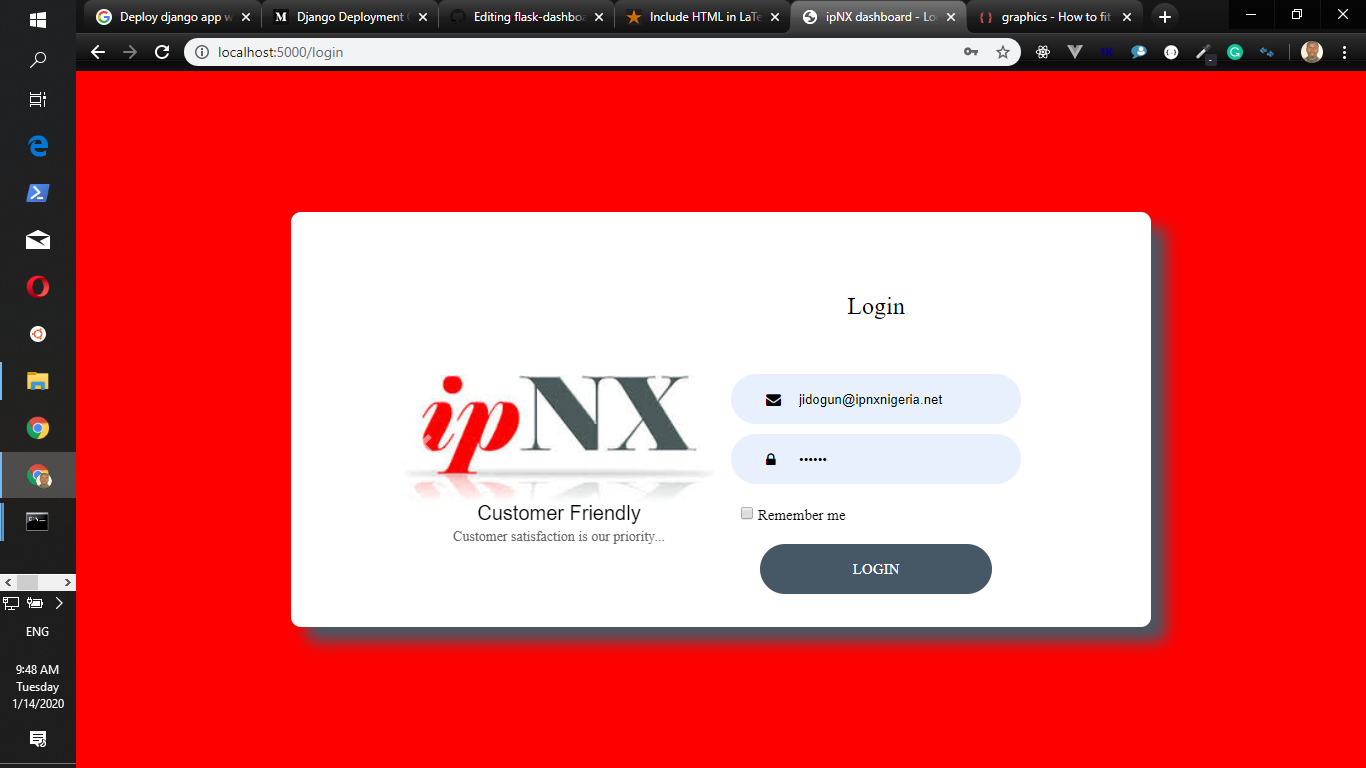 Deploy django app w
Django Deployment
Editing flask-dashboa
Include HTML in LaTe
ipNX dashboard - Lo
graphics - How to fit
localhost:5000/login
Login
ipNX
jidogun@ipnxnigeria.net
••••••
Customer Friendly
Customer satisfaction is our priority...
Remember me
LOGIN
ENG
9:48 AM
Tuesday
1/14/2020